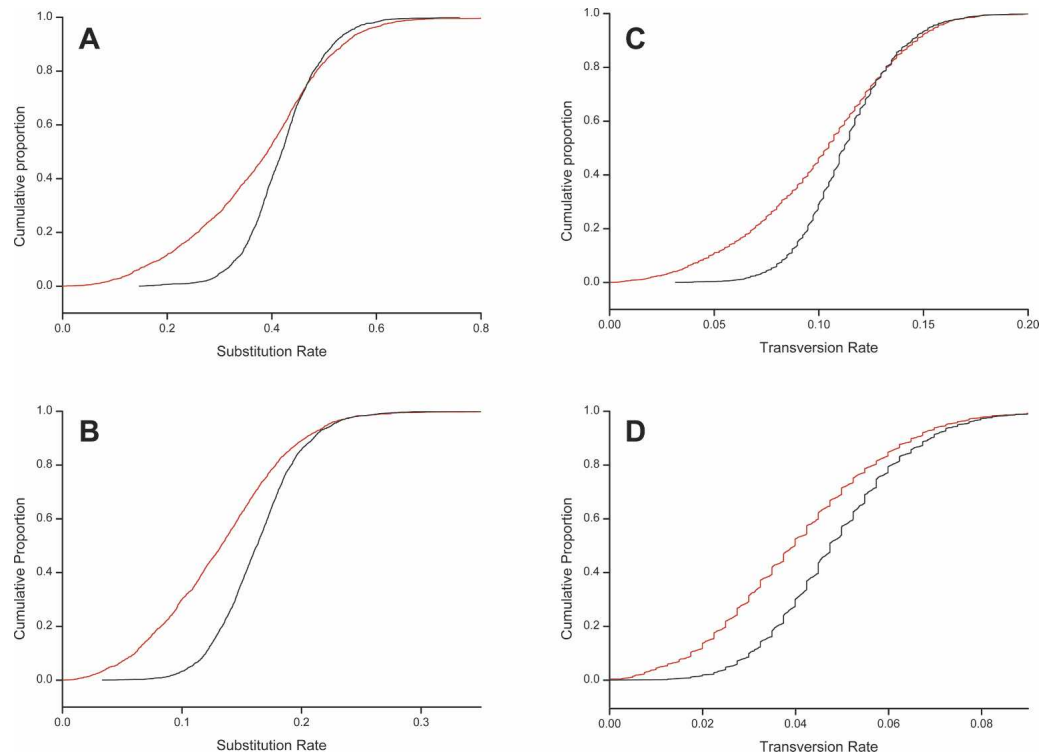 A
1.0
0.8
0.6
0.4
0.2
0.0
Cumulative proportion
0.0 0.2 0.4 0.6 0.8
Substitution Rate
C
1.0
0.8
0.6
0.4
0.2
0.0
Cumulative proportion
0.00 0.05 0.10 0.15 0.20
Transversion Rate
B
1.0
0.8
0.6
0.4
0.2
0.0
Cumulative Proportion
0.0 0.1 0.2 0.3
Substitution Rate
D
1.0
0.8
0.6
0.4
0.2
0.0
Cumulative Proportion
0.00 0.02 0.04 0.06 0.08
Transversion Rate